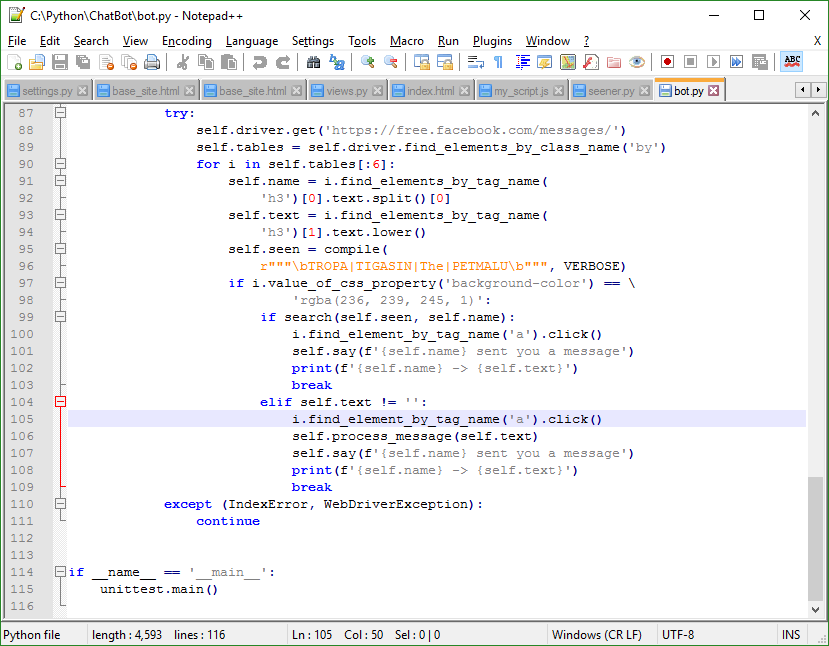 C:\Python\ChatBot\bot.py - Notepad++
File Edit Search View Encoding Language Settings Tools Macro Run Plugins Window ? X
ABC
settings.py base_site.html base_site.html views.py index.html my_script.js seener.py bot.py
87 try:
88 self.driver.get('https://free.facebook.com/messages/')
89 self.tables = self.driver.find_elements_by_class_name('by')
90 for i in self.tables[:6]:
91 self.name = i.find_elements_by_tag_name(
92 'h3')[0].text.split()[0]
93 self.text = i.find_elements_by_tag_name(
94 'h3')[1].text.lower()
95 self.seen = compile(
96 r"""\bTROPA|TIGASIN|The|PETMALU\b""", VERBOSE)
97 if i.value_of_css_property('background-color') == \
98 'rgba(236, 239, 245, 1)':
99 if search(self.seen, self.name):
100 i.find_element_by_tag_name('a').click()
101 self.say(f'{self.name} sent you a message')
102 print(f'{self.name} -> {self.text}')
103 break
104 elif self.text != '':
105 i.find_element_by_tag_name('a').click()
106 self.process_message(self.text)
107 self.say(f'{self.name} sent you a message')
108 print(f'{self.name} -> {self.text}')
109 break
110 except (IndexError, WebDriverException):
111 continue
112
113
114 if __name__ == '__main__':
115 unittest.main()
116
Python file length : 4,593 lines : 116 Ln : 105 Col : 50 Sel : 0 | 0 Windows (CR LF) UTF-8 INS